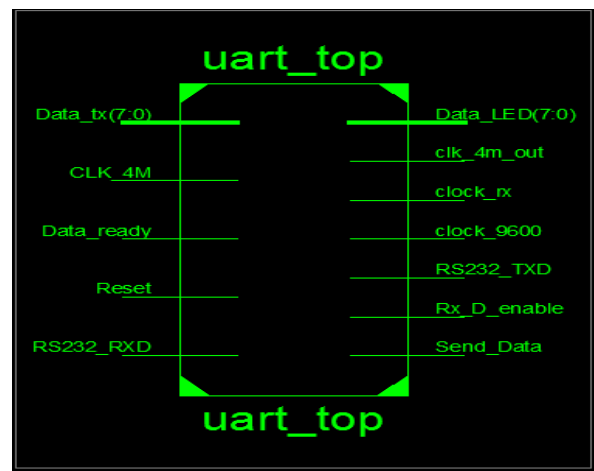 uart_top
Data_tx(7:0)
Data_LED(7:0)
clk_4m_out
CLK_4M
clock_rx
Data_ready
clock_9600
RS232_TXD
Reset
Rx_D_enable
RS232_RXD
Send_Data
uart_top